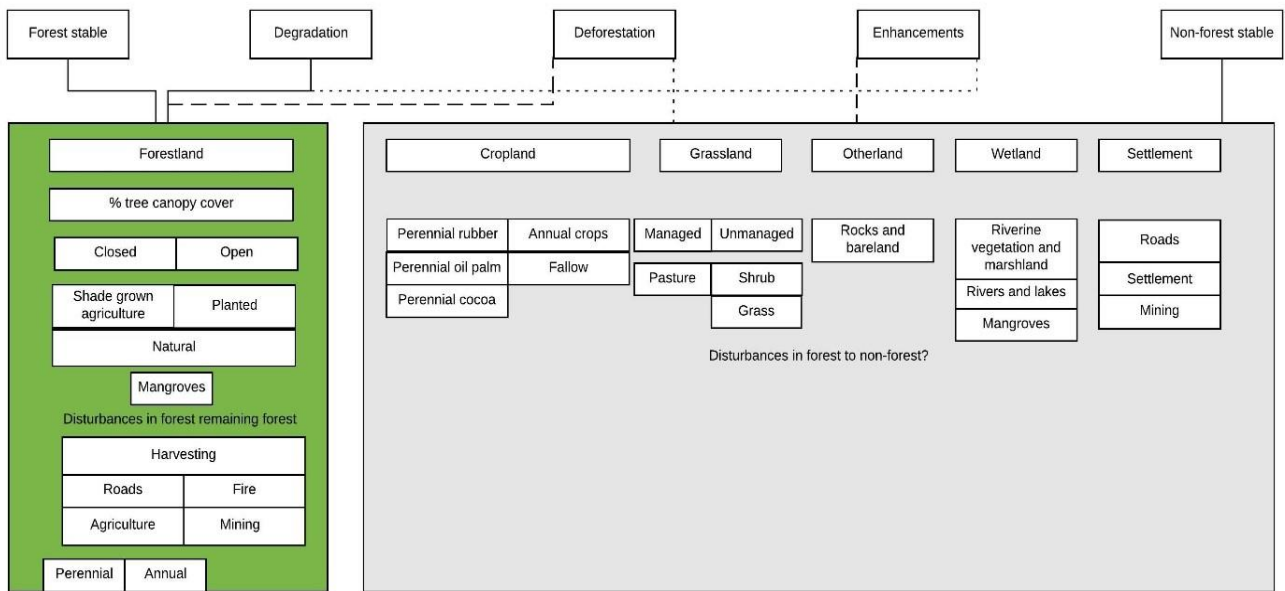 Forest stable
Degradation
Deforestation
Enhancements
Non-forest stable
Forestland
% tree canopy cover
Closed
Open
Shade grown
agriculture
Planted
Natural
Mangroves
Disturbances in forest remaining forest
Harvesting
Roads
Fire
Agriculture
Mining
Perennial
Annual
Cropland
Grassland
Otherland
Wetland
Settlement
Perennial rubber
Annual crops
Perennial oil palm
Fallow
Perennial cocoa
Managed
Unmanaged
Pasture
Shrub
Grass
Rocks and
bareland
Riverine
vegetation and
marshland
Rivers and lakes
Mangroves
Roads
Settlement
Mining
Disturbances in forest to non-forest?